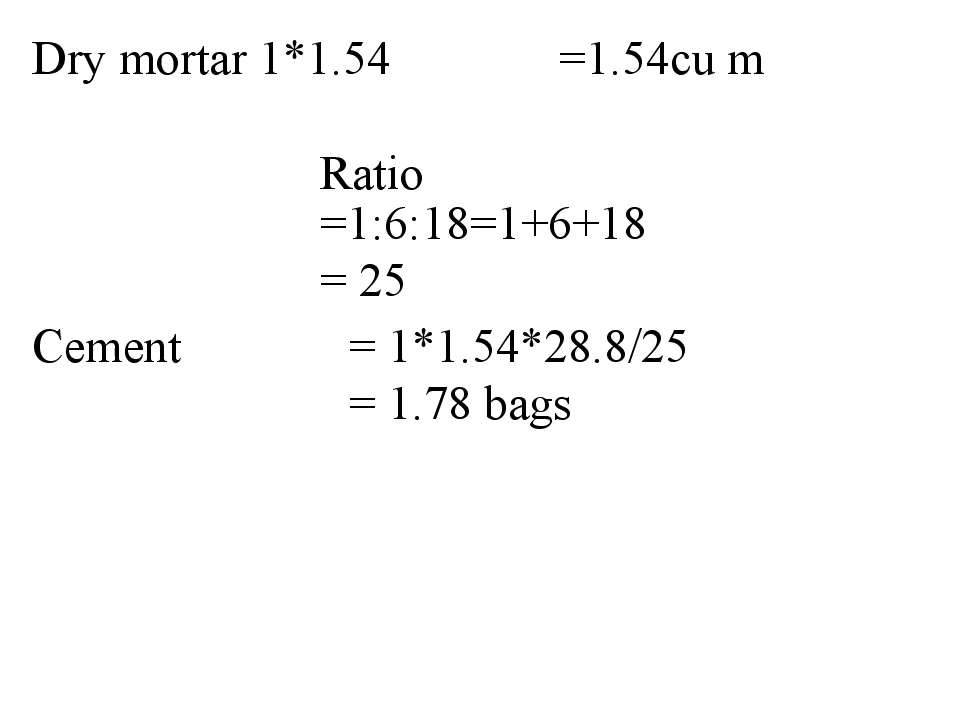 Dry mortar 1*1.54 =1.54cu m
Ratio
=1:6:18=1+6+18
= 25
Cement = 1*1.54*28.8/25
= 1.78 bags